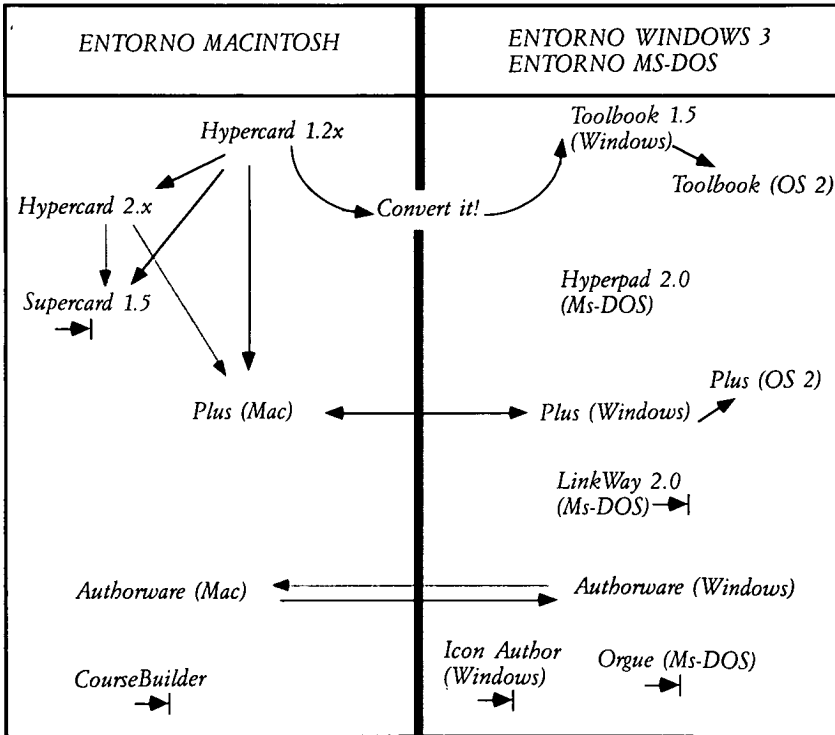 ENTORNO MACINTOSH
ENTORNO WINDOWS 3
ENTORNO MS-DOS
Hypercard 1.2x
Toolbook 1.5
(Windows)
Toolbook (OS 2)
Hypercard 2.x
Convert it!
Supercard 1.5
Hyperpad 2.0
(Ms-DOS)
Plus (OS 2)
Plus (Mac)
Plus (Windows)
LinkWay 2.0
(Ms-DOS)
Authorware (Mac)
Authorware (Windows)
CourseBuilder
Icon Author
(Windows)
Orgue (Ms-DOS)